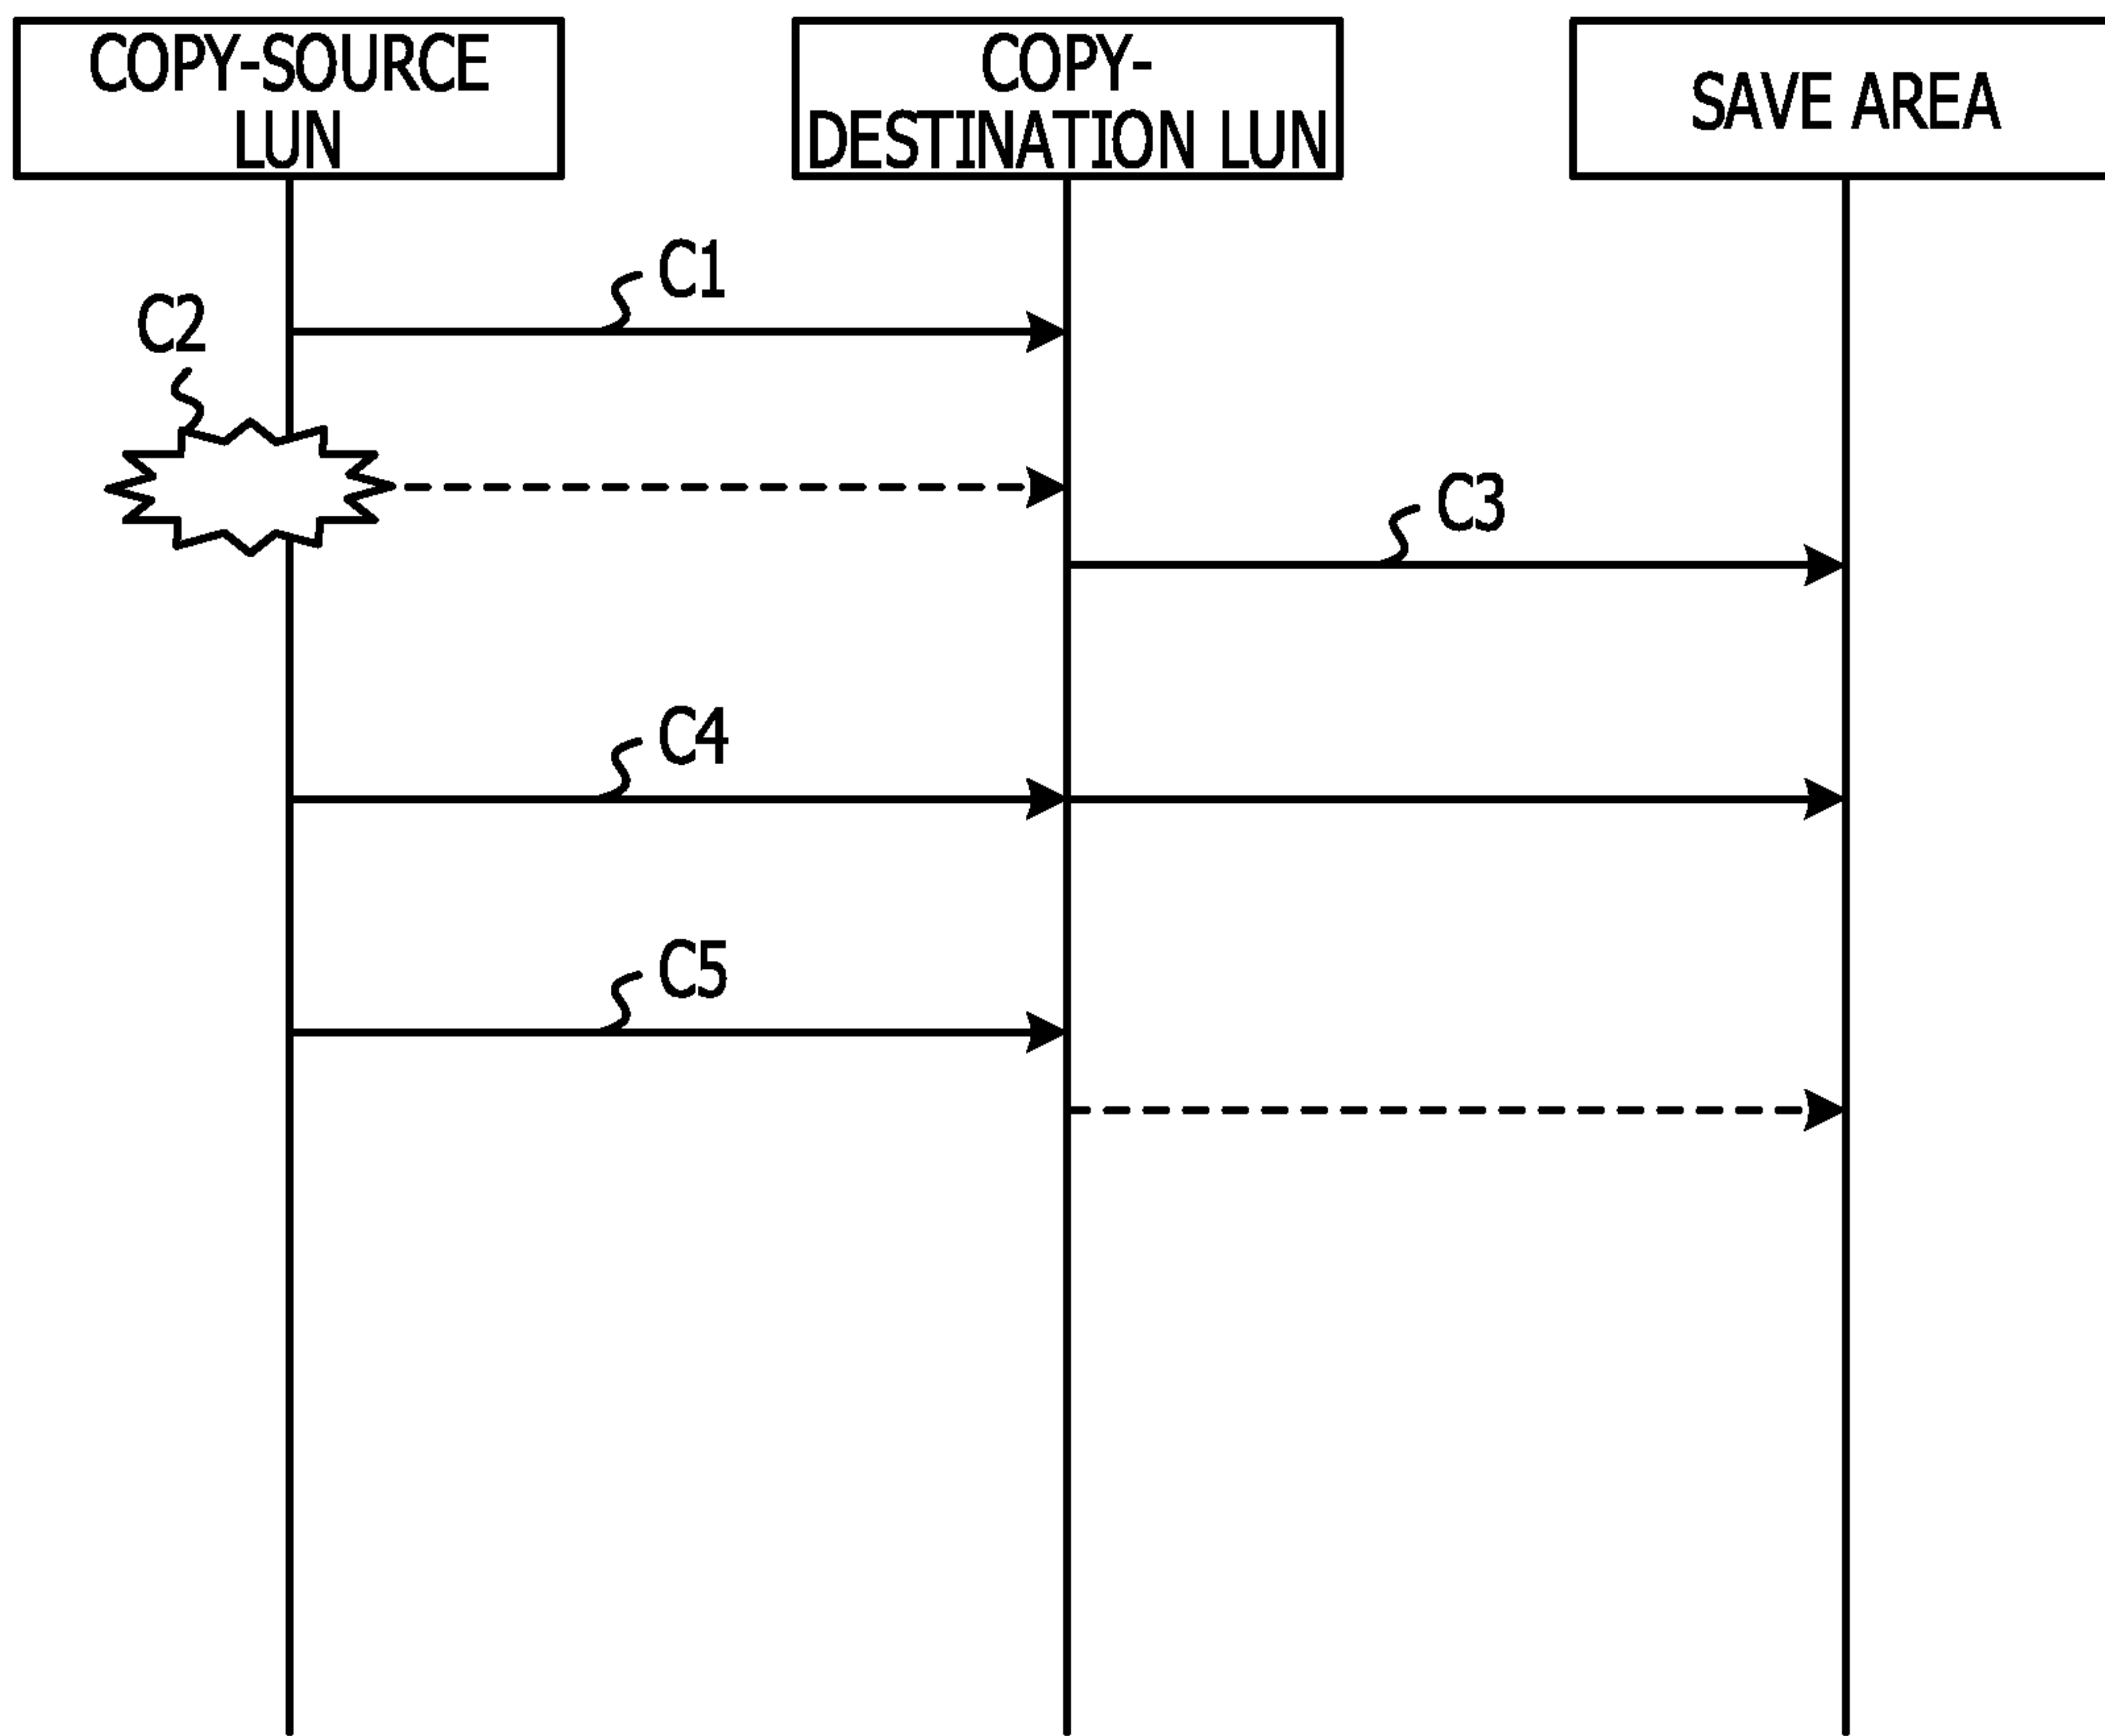 COPY-SOURCE
LUN
COPY-
DESTINATION LUN
SAVE AREA
C1
C2
C3
C4
C5